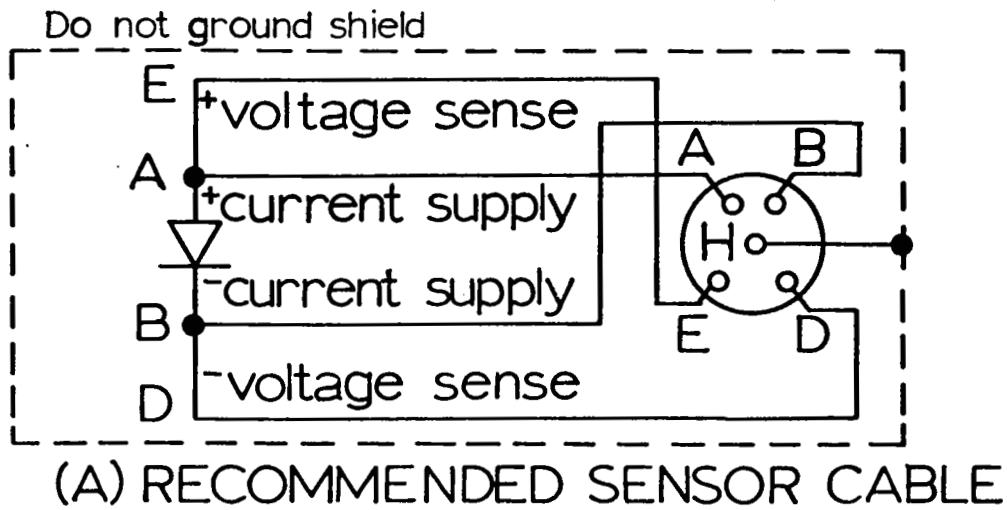 Do not ground shield
E
+voltage sense
A B
A
+current supply
H
-current supply
B
E D
-voltage sense
D
(A) RECOMMENDED SENSOR CABLE